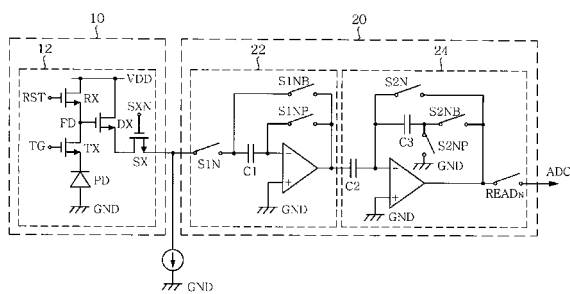 10
20
12
22
24
VDD
S1NB
S2N
RST
RX
SXN
FD
DX
S1NP
C3
S2NB
TG
TX
SX
S1N
C1
S2NP
GND
ADC
PD
C2
READN
GND
GND
GND
GND